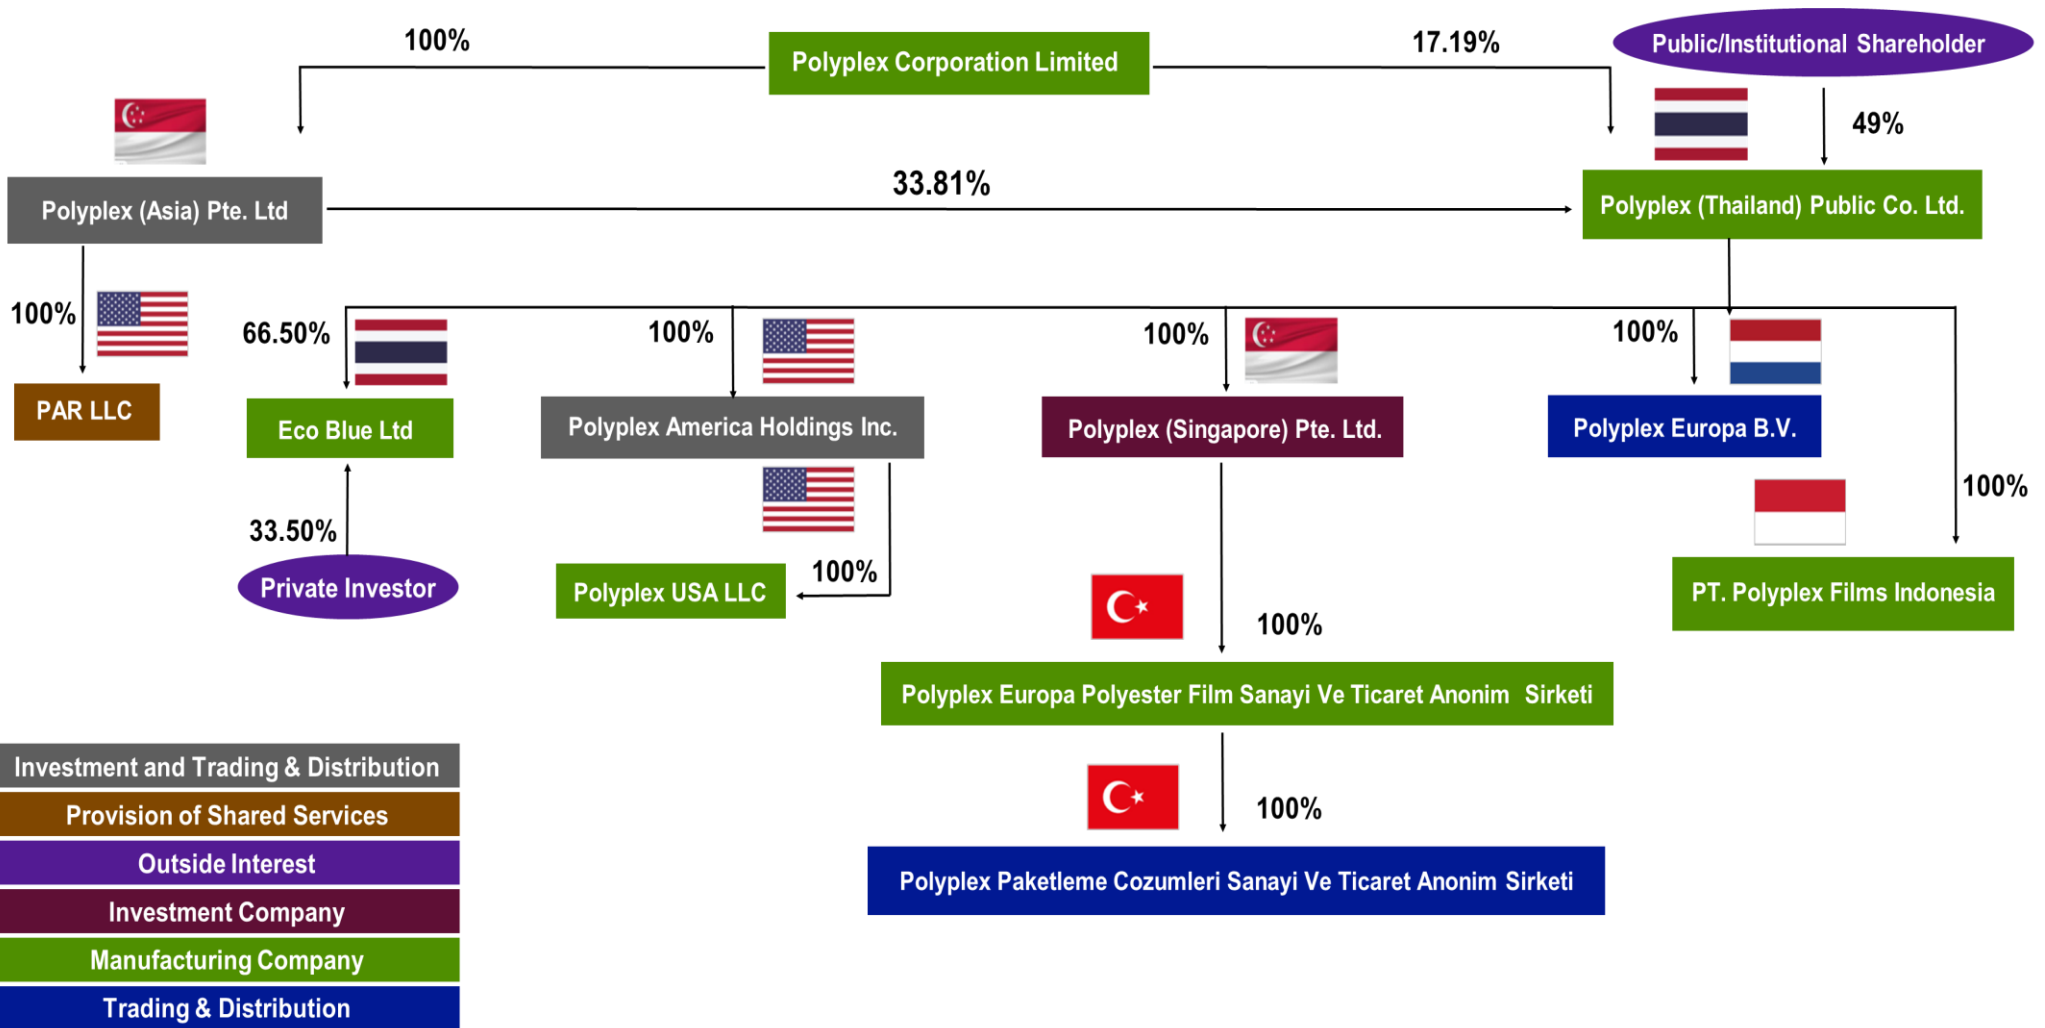 100%
Polyplex Corporation Limited
17.19%
Public/Institutional Shareholder
49%
Polyplex (Asia) Pte. Ltd
33.81%
Polyplex (Thailand) Public Co. Ltd.
100%
66.50%
100%
100%
100%
PAR LLC
Eco Blue Ltd
Polyplex America Holdings Inc.
Polyplex (Singapore) Pte. Ltd.
Polyplex Europa B.V.
100%
33.50%
Private Investor
Polyplex USA LLC
100%
100%
PT. Polyplex Films Indonesia
Polyplex Europa Polyester Film Sanayi Ve Ticaret Anonim Sirketi
100%
Polyplex Paketleme Cozumleri Sanayi Ve Ticaret Anonim Sirketi
Investment and Trading & Distribution
Provision of Shared Services
Outside Interest
Investment Company
Manufacturing Company
Trading & Distribution